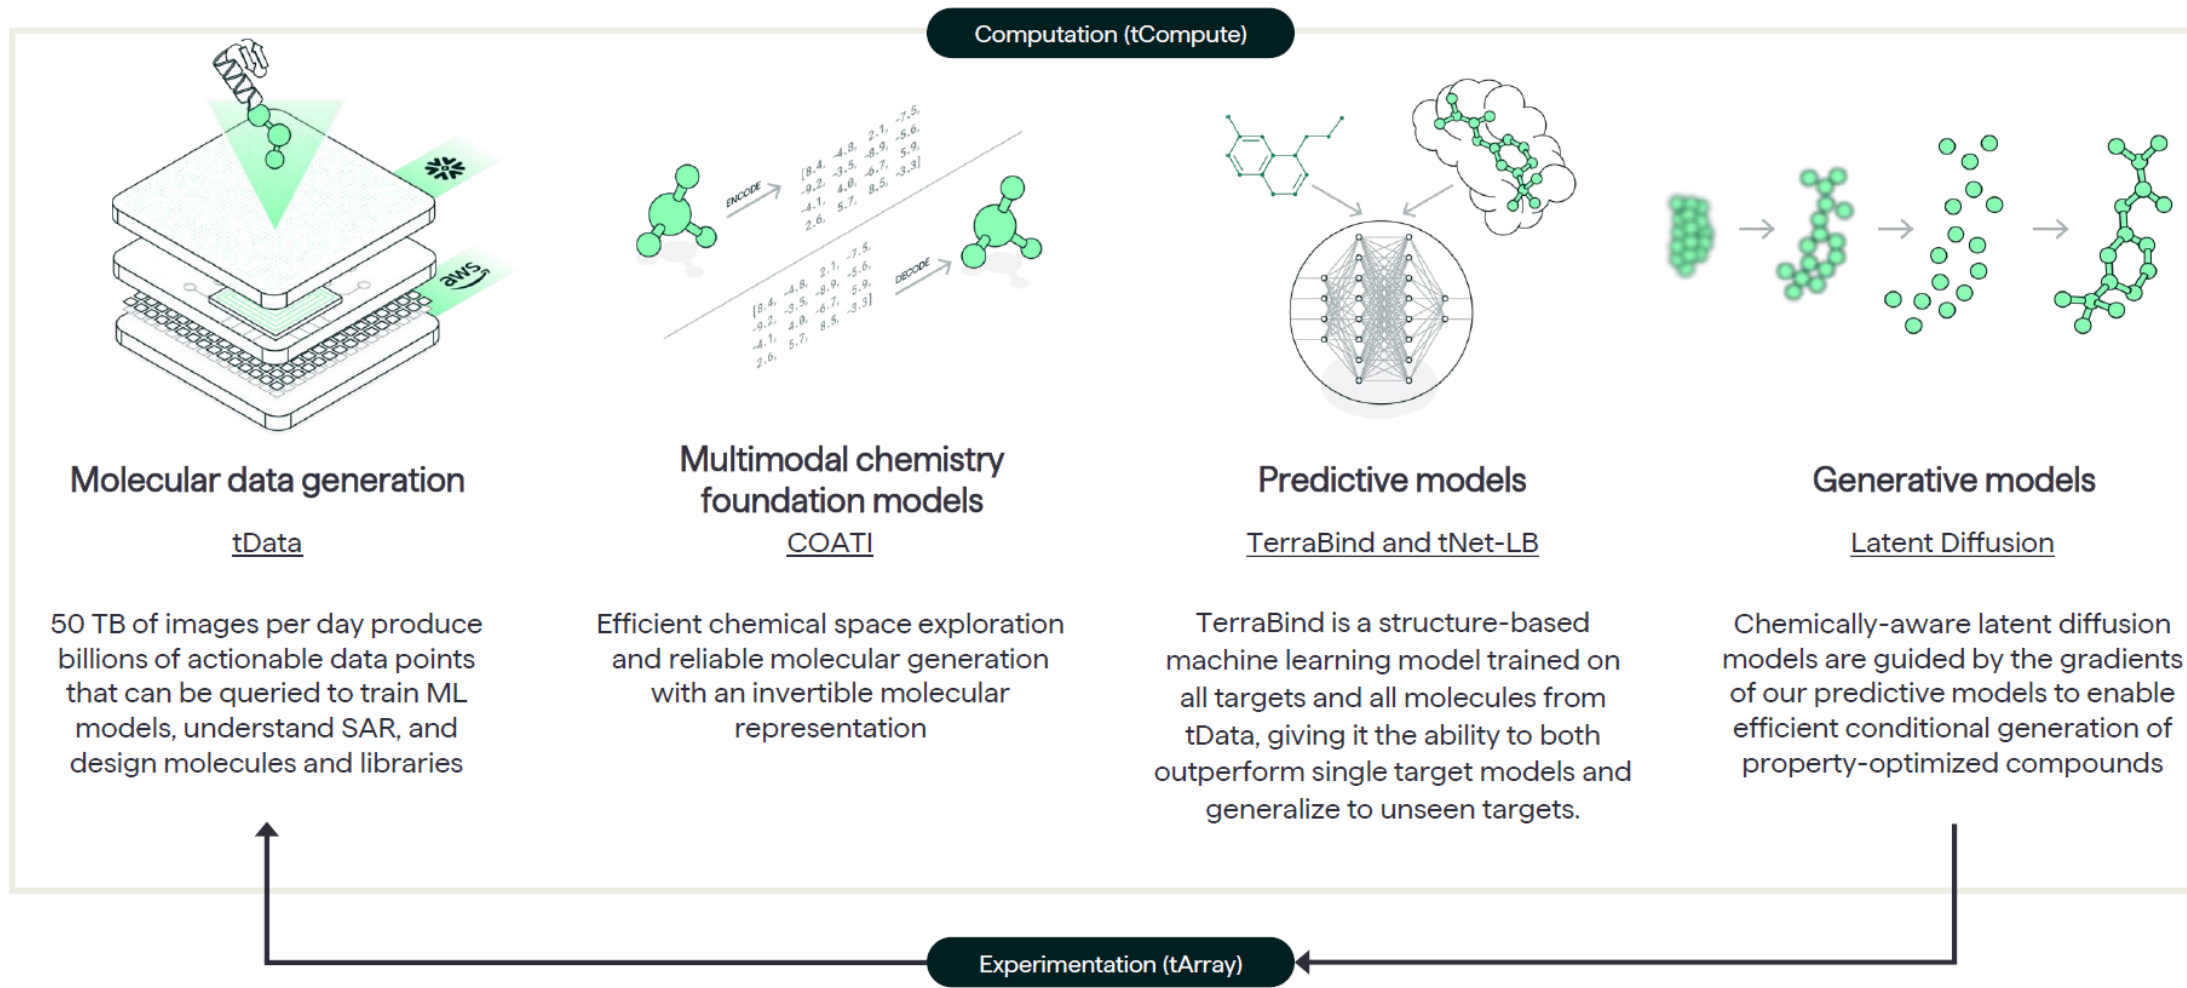 Computation (tCompute)
aws
ENCODE
[8.4, -4.8, 2.1, -7.5,
-9.2, -3.5, -8.9, -5.6,
-4.1, 4.0, -6.7, 5.9,
2.6, 5.7, 8.5, -3.3]
[8.4, -4.8, 2.1, -7.5,
-9.2, -3.5, -8.9, -5.6,
-4.1, 4.0, -6.7, 5.9,
2.6, 5.7, 8.5, -3.3]
DECODE
Molecular data generation
tData
50 TB of images per day produce
billions of actionable data points
that can be queried to train ML
models, understand SAR, and
design molecules and libraries
Multimodal chemistry
foundation models
COATI
Efficient chemical space exploration
and reliable molecular generation
with an invertible molecular
representation
Predictive models
TerraBind and tNet-LB
TerraBind is a structure-based
machine learning model trained on
all targets and all molecules from
tData, giving it the ability to both
outperform single target models and
generalize to unseen targets.
Generative models
Latent Diffusion
Chemically-aware latent diffusion
models are guided by the gradients
of our predictive models to enable
efficient conditional generation of
property-optimized compounds
Experimentation (tArray)